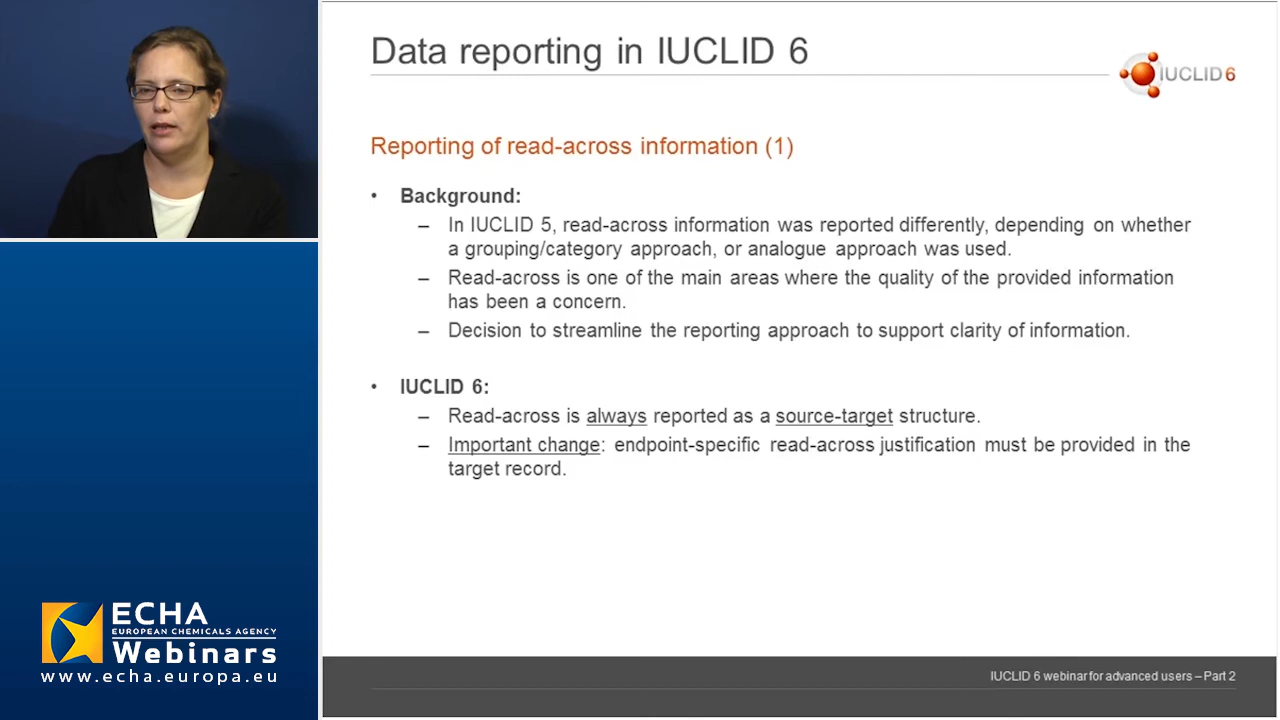 Data reporting in IUCLID 6
IUCLID 6
Reporting of read-across information (1)
• Background:
– In IUCLID 5, read-across information was reported differently, depending on whether
a grouping/category approach, or analogue approach was used.
– Read-across is one of the main areas where the quality of the provided information
has been a concern.
– Decision to streamline the reporting approach to support clarity of information.
• IUCLID 6:
– Read-across is always reported as a source-target structure.
– Important change: endpoint-specific read-across justification must be provided in the
target record.
ECHA
EUROPEAN CHEMICALS AGENCY
Webinars
www.echa.europa.eu
IUCLID 6 webinar for advanced users – Part 2